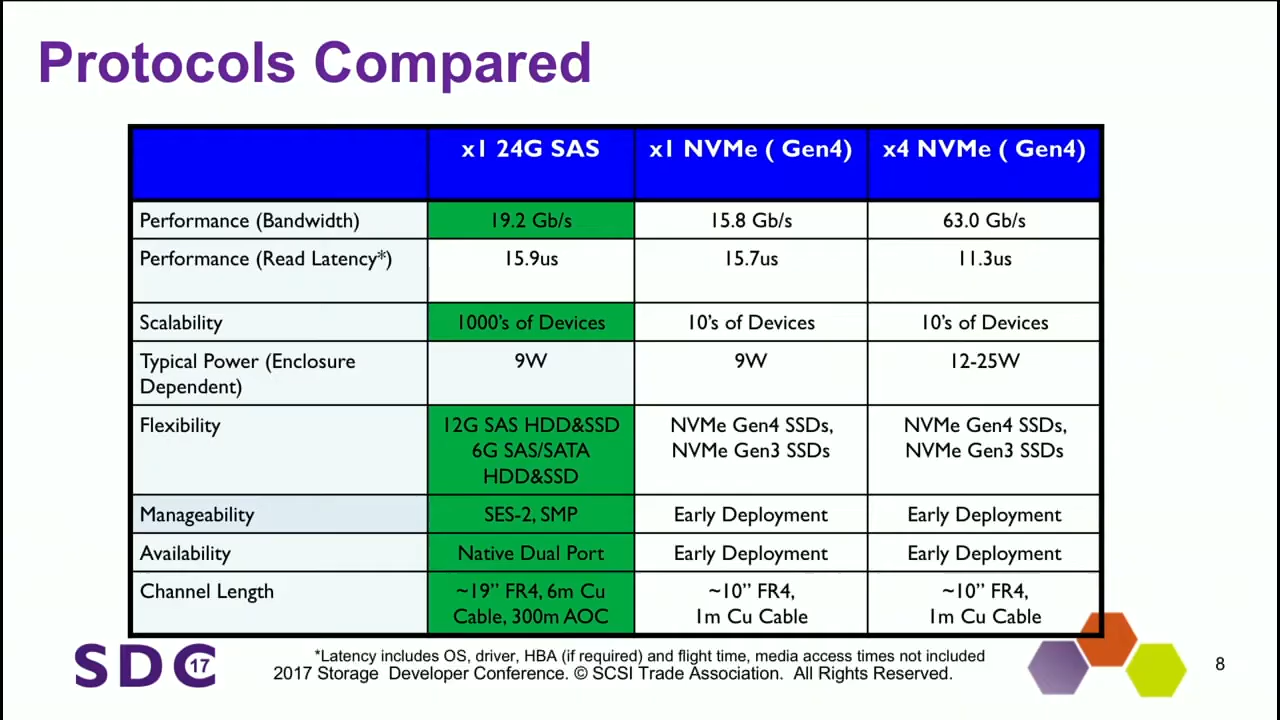 Protocols Compared
x1 24G SAS
x1 NVMe ( Gen4)
x4 NVMe ( Gen4)
Performance (Bandwidth)
19.2 Gb/s
15.8 Gb/s
63.0 Gb/s
Performance (Read Latency*)
15.9us
15.7us
11.3us
Scalability
1000’s of Devices
10’s of Devices
10’s of Devices
Typical Power (Enclosure
Dependent)
9W
9W
12-25W
Flexibility
12G SAS HDD&SSD
6G SAS/SATA
HDD&SSD
NVMe Gen4 SSDs,
NVMe Gen3 SSDs
NVMe Gen4 SSDs,
NVMe Gen3 SSDs
Manageability
SES-2, SMP
Early Deployment
Early Deployment
Availability
Native Dual Port
Early Deployment
Early Deployment
Channel Length
~19” FR4, 6m Cu
Cable, 300m AOC
~10” FR4,
1m Cu Cable
~10” FR4,
1m Cu Cable
SDC 17
*Latency includes OS, driver, HBA (if required) and flight time, media access times not included
2017 Storage Developer Conference. © SCSI Trade Association. All Rights Reserved.
8